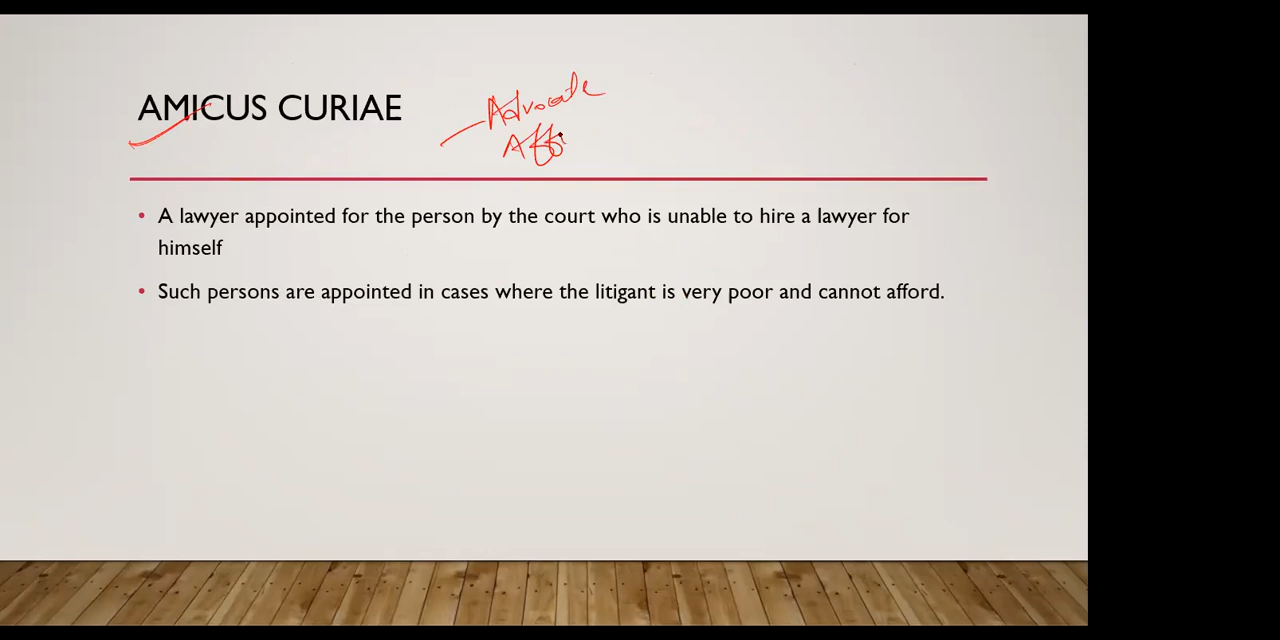 AMICUS CURIAE
Advocate
Aff
A lawyer appointed for the person by the court who is unable to hire a lawyer for
himself
Such persons are appointed in cases where the litigant is very poor and cannot afford.